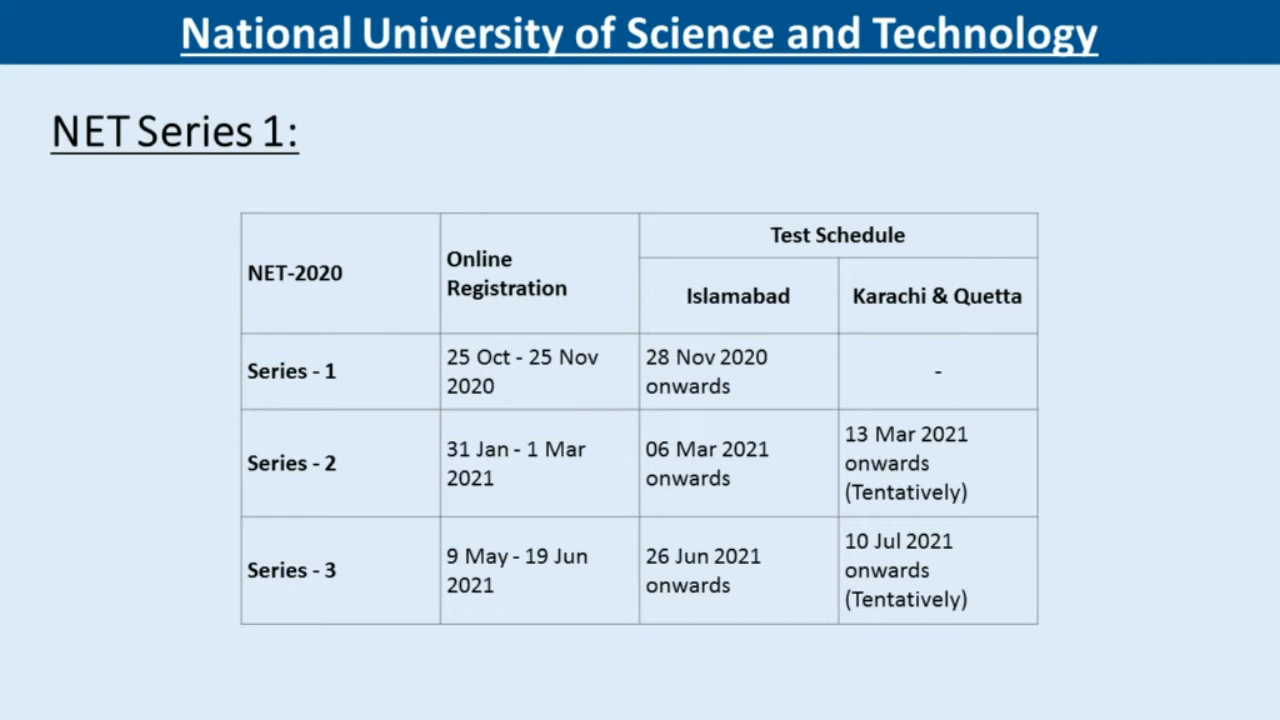 National University of Science and Technology
NET Series 1:
NET-2020
Online
Registration
Test Schedule
Islamabad
Karachi & Quetta
Series - 1
25 Oct - 25 Nov
2020
28 Nov 2020
onwards
-
Series - 2
31 Jan - 1 Mar
2021
06 Mar 2021
onwards
13 Mar 2021
onwards
(Tentatively)
Series - 3
9 May - 19 Jun
2021
26 Jun 2021
onwards
10 Jul 2021
onwards
(Tentatively)